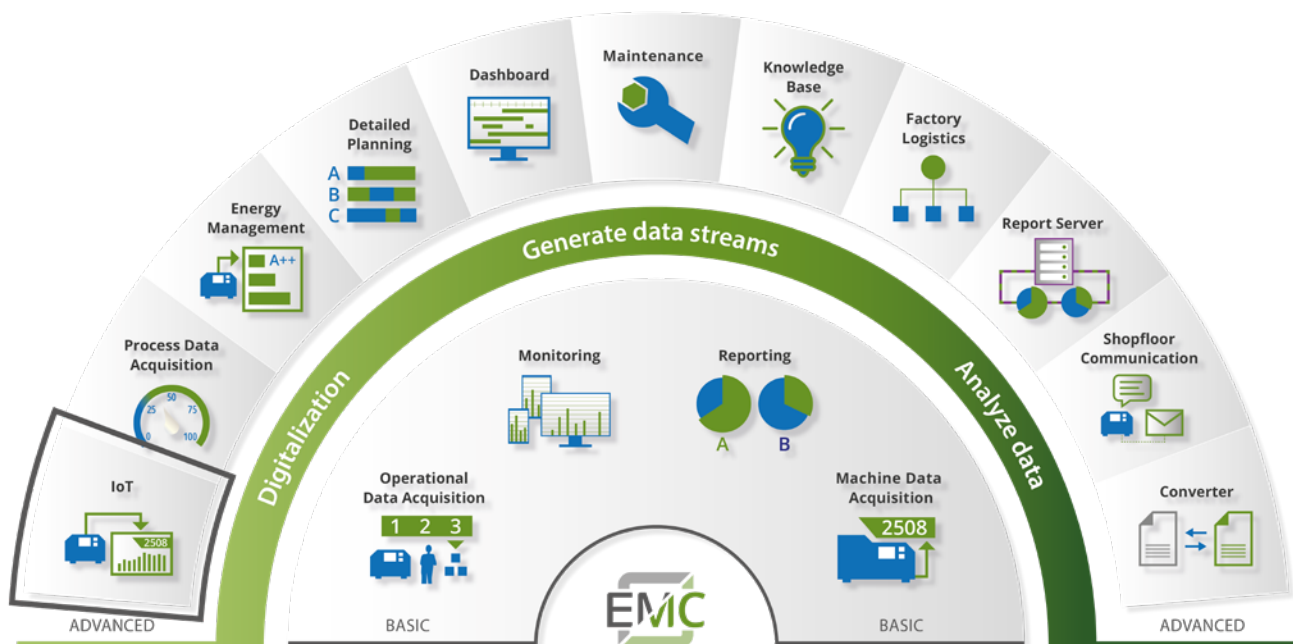 Maintenance
Dashboard
Knowledge
Base
Detailed
Planning
A
B
C
Factory
Logistics
Energy
Management
A++
Report Server
Generate data streams
Process Data
Acquisition
0
25
50
75
100
Shopfloor
Communication
Monitoring
Reporting
A
B
Digitalization
Analyze data
IoT
2508
Operational
Data Acquisition
1 2 3
Machine Data
Acquisition
2508
Converter
EMC
ADVANCED
BASIC
BASIC
ADVANCED